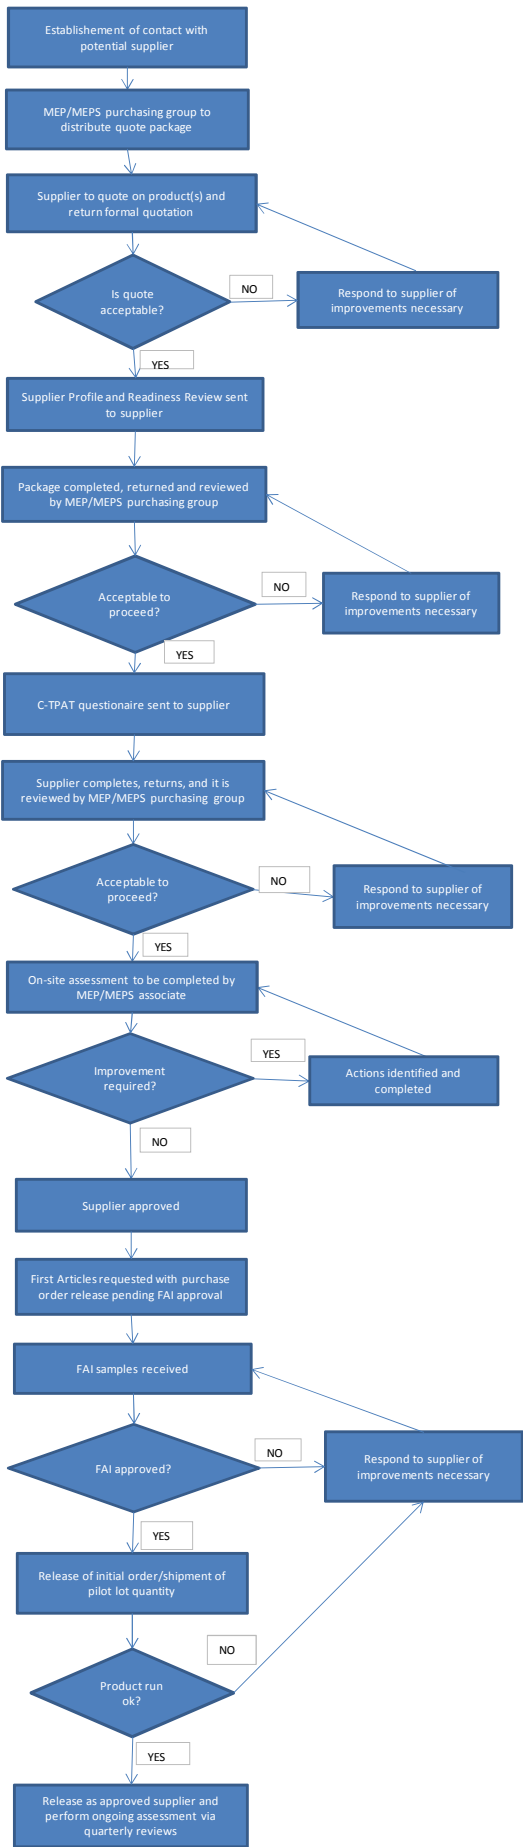 Establishement of contact with
potential supplier
MEP/MEPS purchasing group to
distribute quote package
Supplier to quote on product(s) and
return formal quotation
Is quote
acceptable?
NO
Respond to supplier of
improvements necessary
YES
Supplier Profile and Readiness Review sent
to supplier
Package completed, returned and reviewed
by MEP/MEPS purchasing group
Acceptable to
proceed?
NO
Respond to supplier of
improvements necessary
YES
C-TPAT questionaire sent to supplier
Supplier completes, returns, and it is
reviewed by MEP/MEPS purchasing group
Acceptable to
proceed?
NO
Respond to supplier of
improvements necessary
YES
On-site assessment to be completed by
MEP/MEPS associate
Improvement
required?
YES
Actions identified and
completed
NO
Supplier approved
First Articles requested with purchase
order release pending FAI approval
FAI samples received
FAI approved?
NO
Respond to supplier of
improvements necessary
YES
Release of initial order/shipment of
pilot lot quantity
Product run
ok?
NO
YES
Release as approved supplier and
perform ongoing assessment via
quarterly reviews